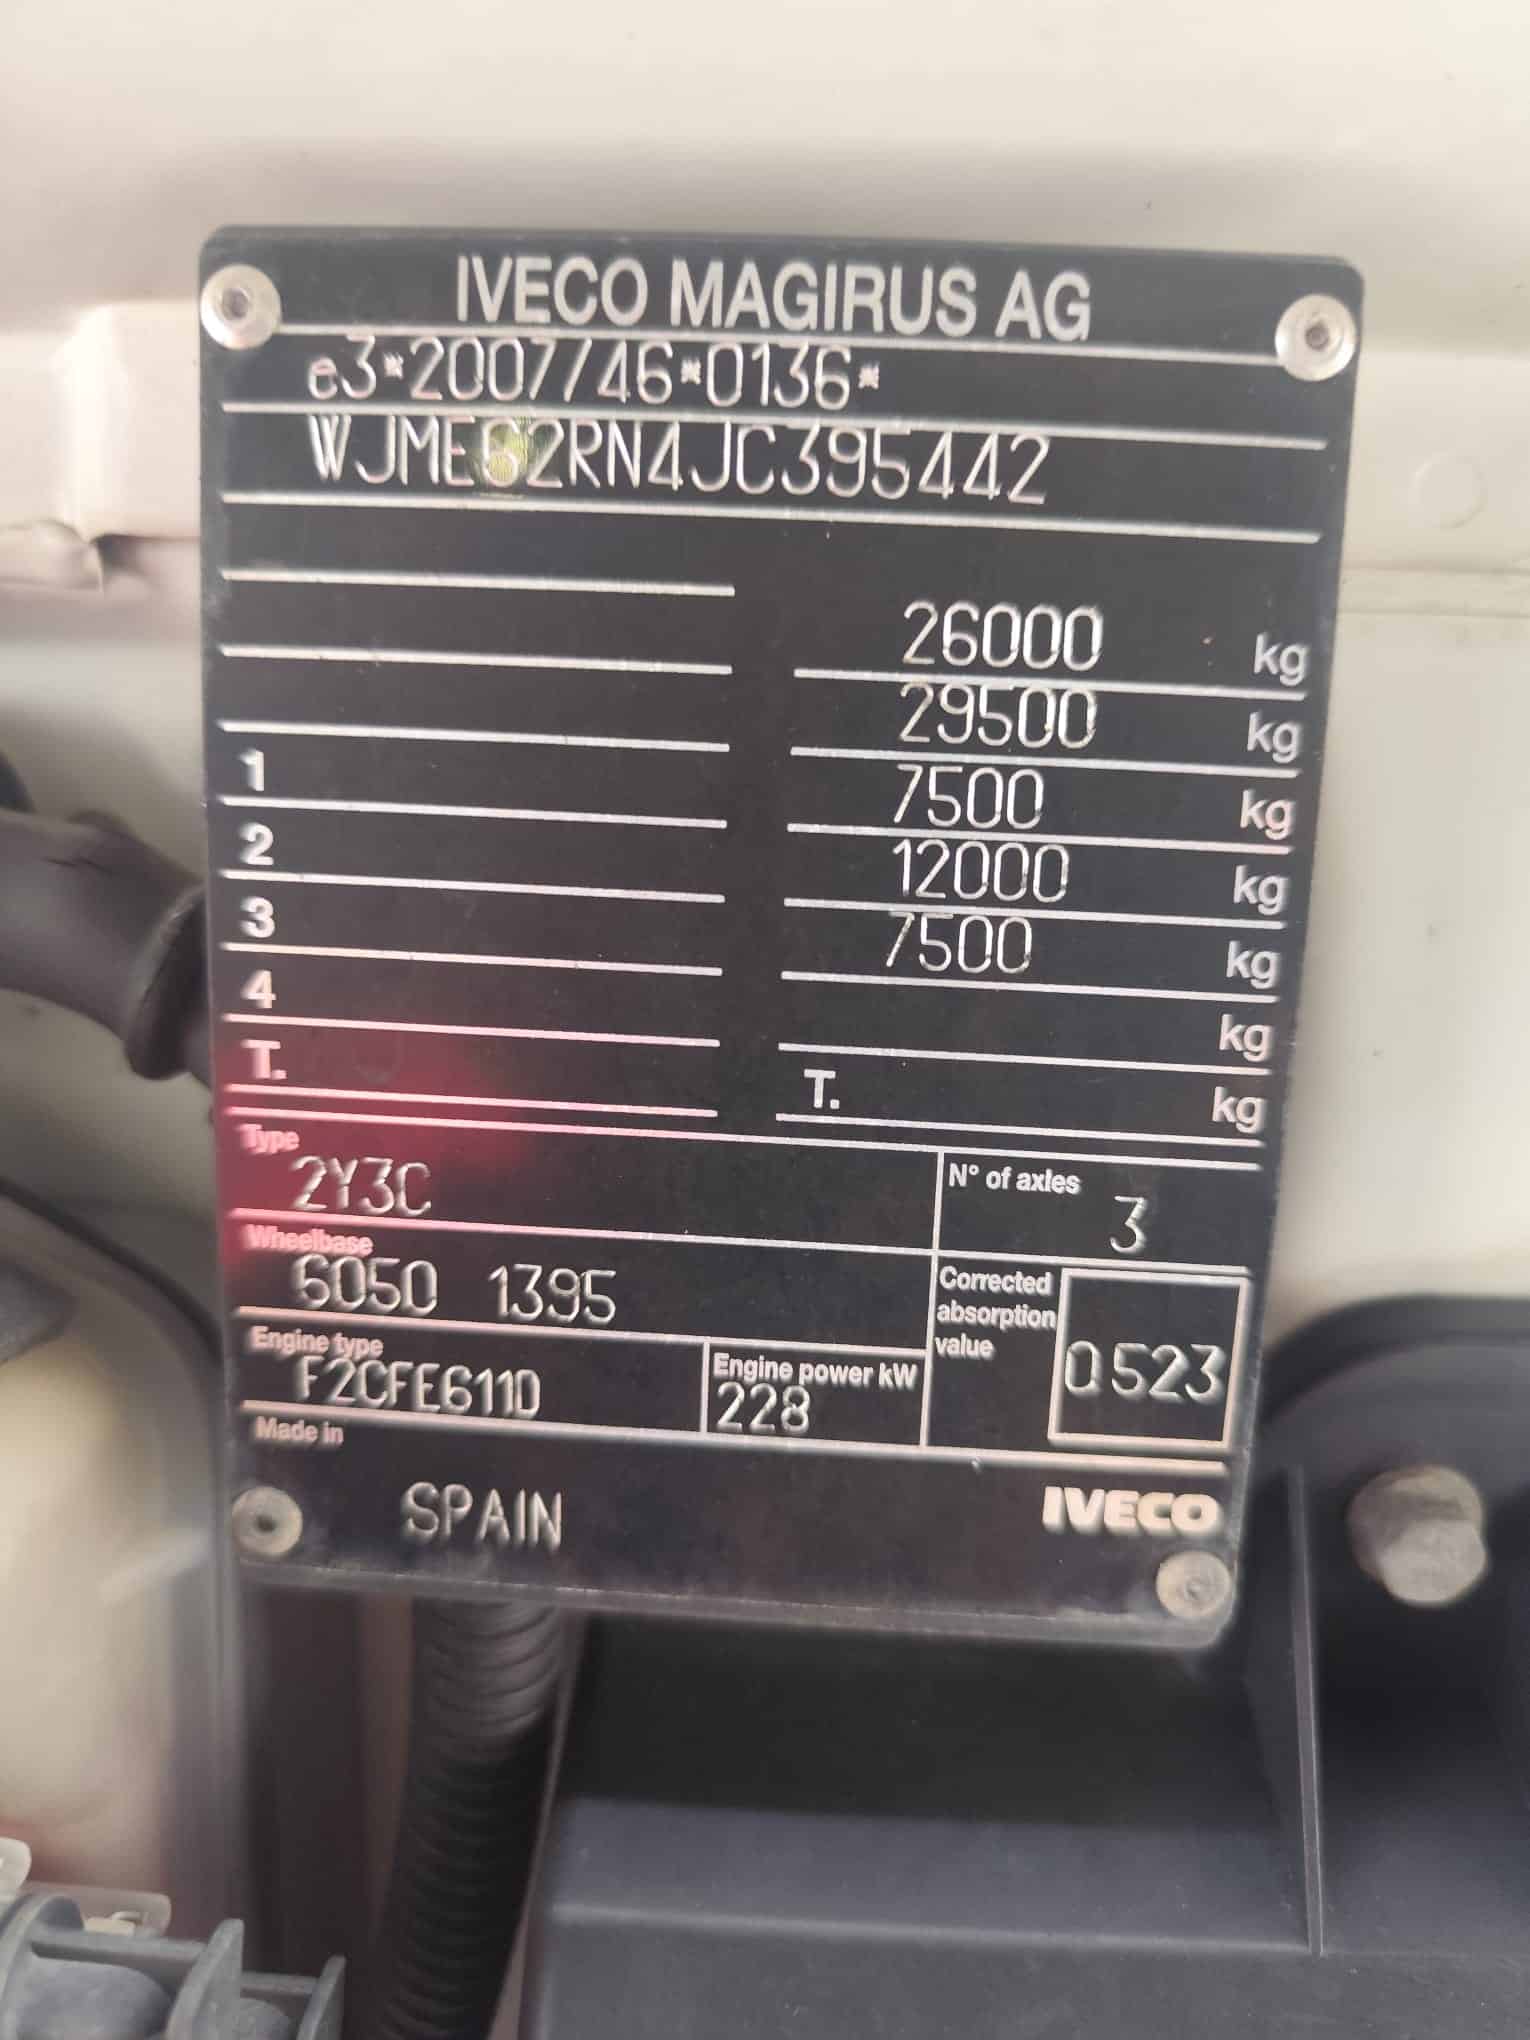 IVECO MAGIRUS AG
e3*2007/46*0136*
WJME62RN4JC395442
26000 kg
29500 kg
1 7500 kg
2 12000 kg
3 7500 kg
4 kg
T. T. kg
Type
2Y3C
N° of axles
3
Wheelbase
6050 1395
Corrected
absorption
value
0.523
Engine type
F2CFE611D
Engine power kW
228
Made in
SPAIN
IVECO